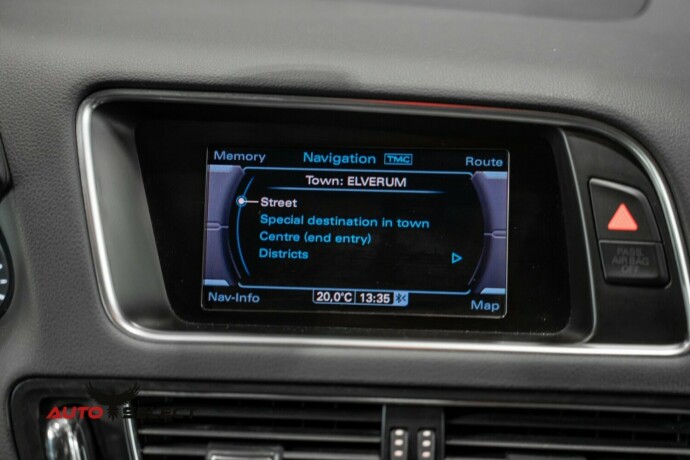 Memory Navigation TMC Route
Town: ELVERUM
Street
Special destination in town
Centre (end entry)
Districts
Nav-Info 20,0°C 13:35 Map
PASS
AIR BAG
OFF
AUTO SELECT